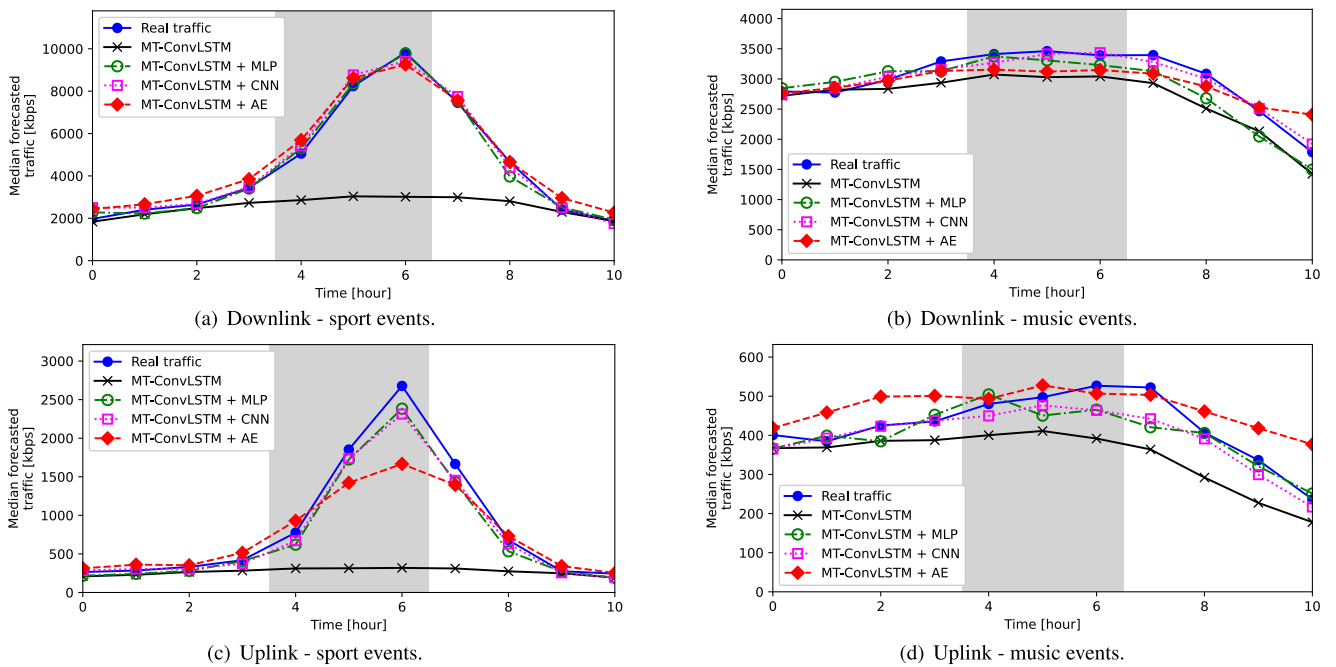 Median forecasted
traffic [kbps]
10000
8000
6000
4000
2000
0
Real traffic
MT-ConvLSTM
MT-ConvLSTM + MLP
MT-ConvLSTM + CNN
MT-ConvLSTM + AE
0 2 4 6 8 10
Time [hour]
(a) Downlink - sport events.
Median forecasted
traffic [kbps]
4000
3500
3000
2500
2000
1500
1000
500
0
Real traffic
MT-ConvLSTM
MT-ConvLSTM + MLP
MT-ConvLSTM + CNN
MT-ConvLSTM + AE
0 2 4 6 8 10
Time [hour]
(b) Downlink - music events.
Median forecasted
traffic [kbps]
3000
2500
2000
1500
1000
500
0
Real traffic
MT-ConvLSTM
MT-ConvLSTM + MLP
MT-ConvLSTM + CNN
MT-ConvLSTM + AE
0 2 4 6 8 10
Time [hour]
(c) Uplink - sport events.
Median forecasted
traffic [kbps]
600
500
400
300
200
100
0
Real traffic
MT-ConvLSTM
MT-ConvLSTM + MLP
MT-ConvLSTM + CNN
MT-ConvLSTM + AE
0 2 4 6 8 10
Time [hour]
(d) Uplink - music events.